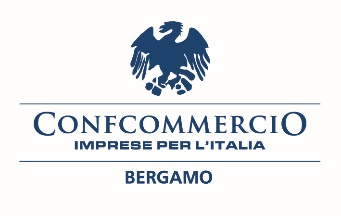 CONFCOMMERCIO
IMPRESE PER L'ITALIA
BERGAMO